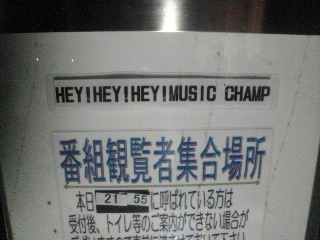 HEY!HEY!HEY!MUSIC CHAMP
番組観覧者集合場所
本日 21 55 に呼ばれている方は
受付後、トイレ等のご案内ができない場合が